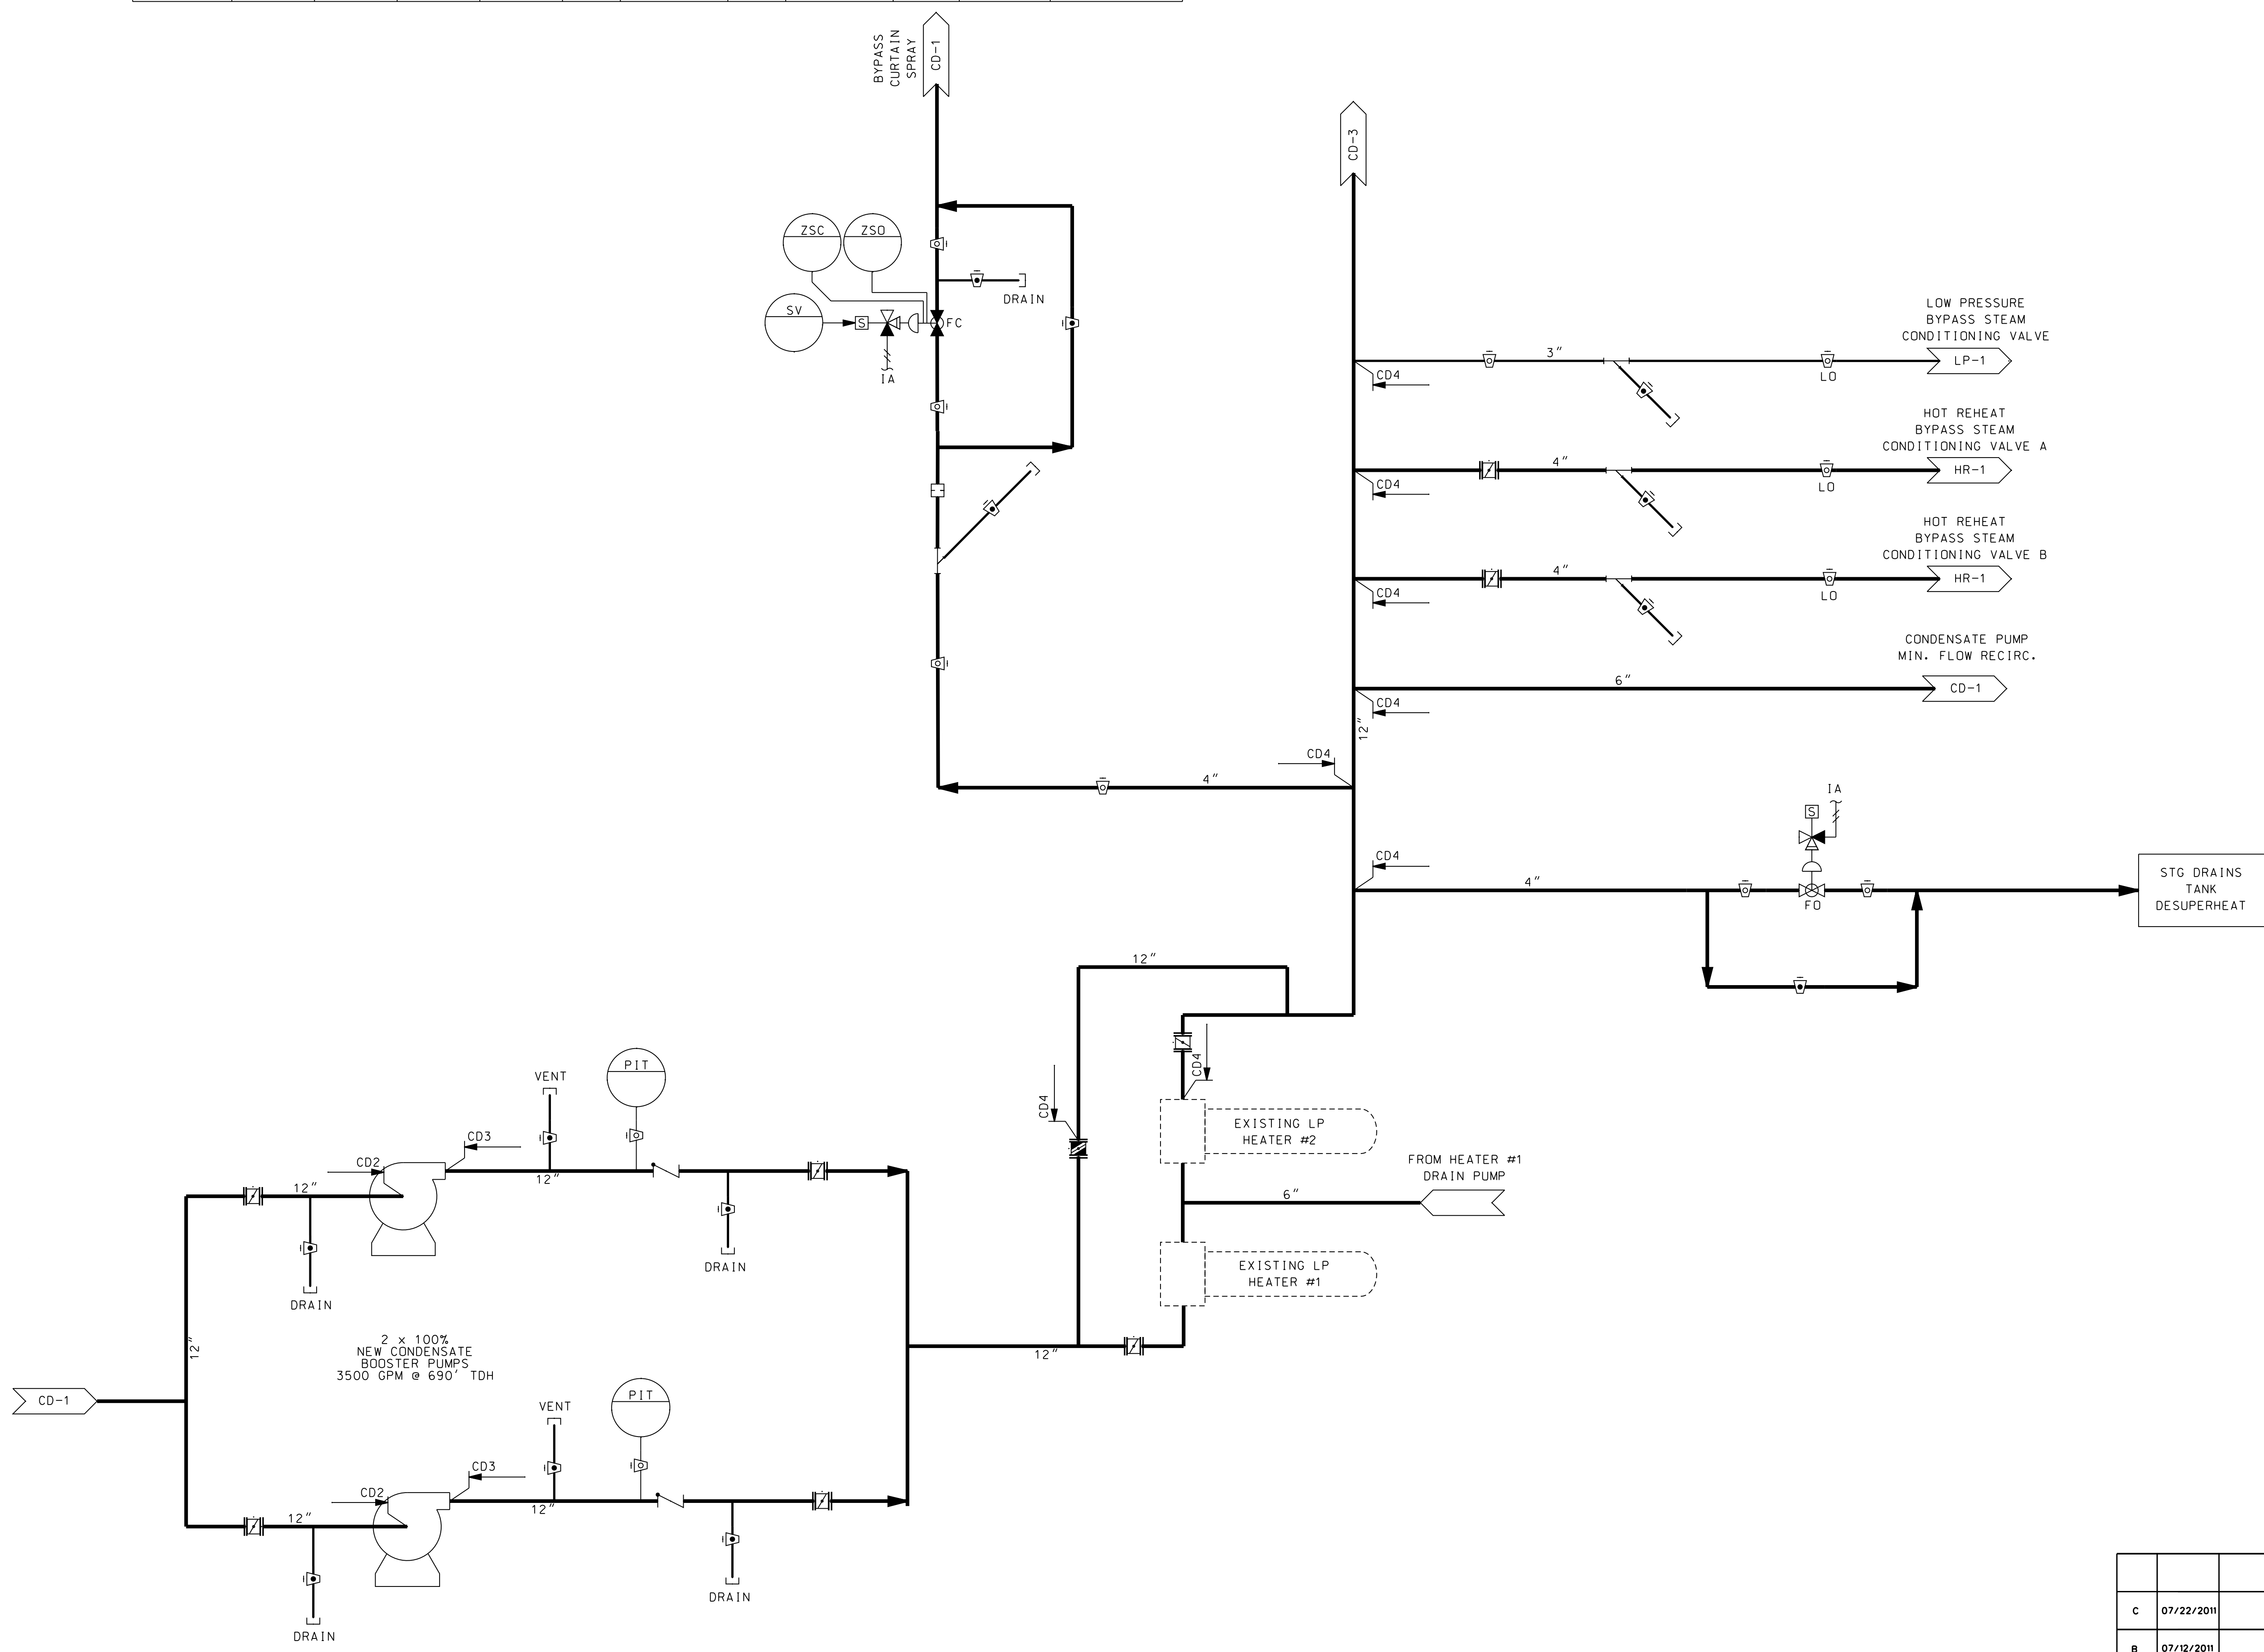 BYPASS
CURTAIN
SPRAY
CD-1
CD-3
ZSC
ZSO
SV
S
FC
IA
DRAIN
LOW PRESSURE
BYPASS STEAM
CONDITIONING VALVE
3"
LP-1
LO
CD4
HOT REHEAT
BYPASS STEAM
CONDITIONING VALVE A
4"
HR-1
LO
CD4
HOT REHEAT
BYPASS STEAM
CONDITIONING VALVE B
4"
HR-1
LO
CD4
CONDENSATE PUMP
MIN. FLOW RECIRC.
6"
CD-1
CD4
12"
CD4
4"
IA
S
CD4
4"
FO
STG DRAINS
TANK
DESUPERHEAT
12"
CD4
CD4
EXISTING LP
HEATER #2
FROM HEATER #1
DRAIN PUMP
6"
EXISTING LP
HEATER #1
12"
VENT
PIT
CD3
CD2
12"
12"
DRAIN
DRAIN
2 x 100%
NEW CONDENSATE
BOOSTER PUMPS
3500 GPM @ 690' TDH
12"
CD-1
VENT
PIT
CD3
CD2
12"
12"
DRAIN
DRAIN
C 07/22/2011
B 07/12/2011